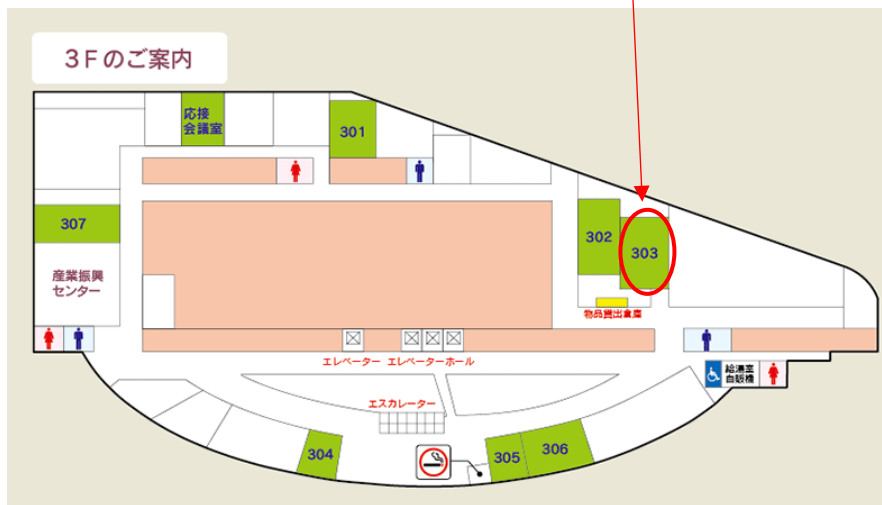 3Fのご案内
応接
会議室
301
307
302
303
産業振興
センター
物品貸出倉庫
エレベーター
エレベーターホール
給湯室
自販機
エスカレーター
304
305
306